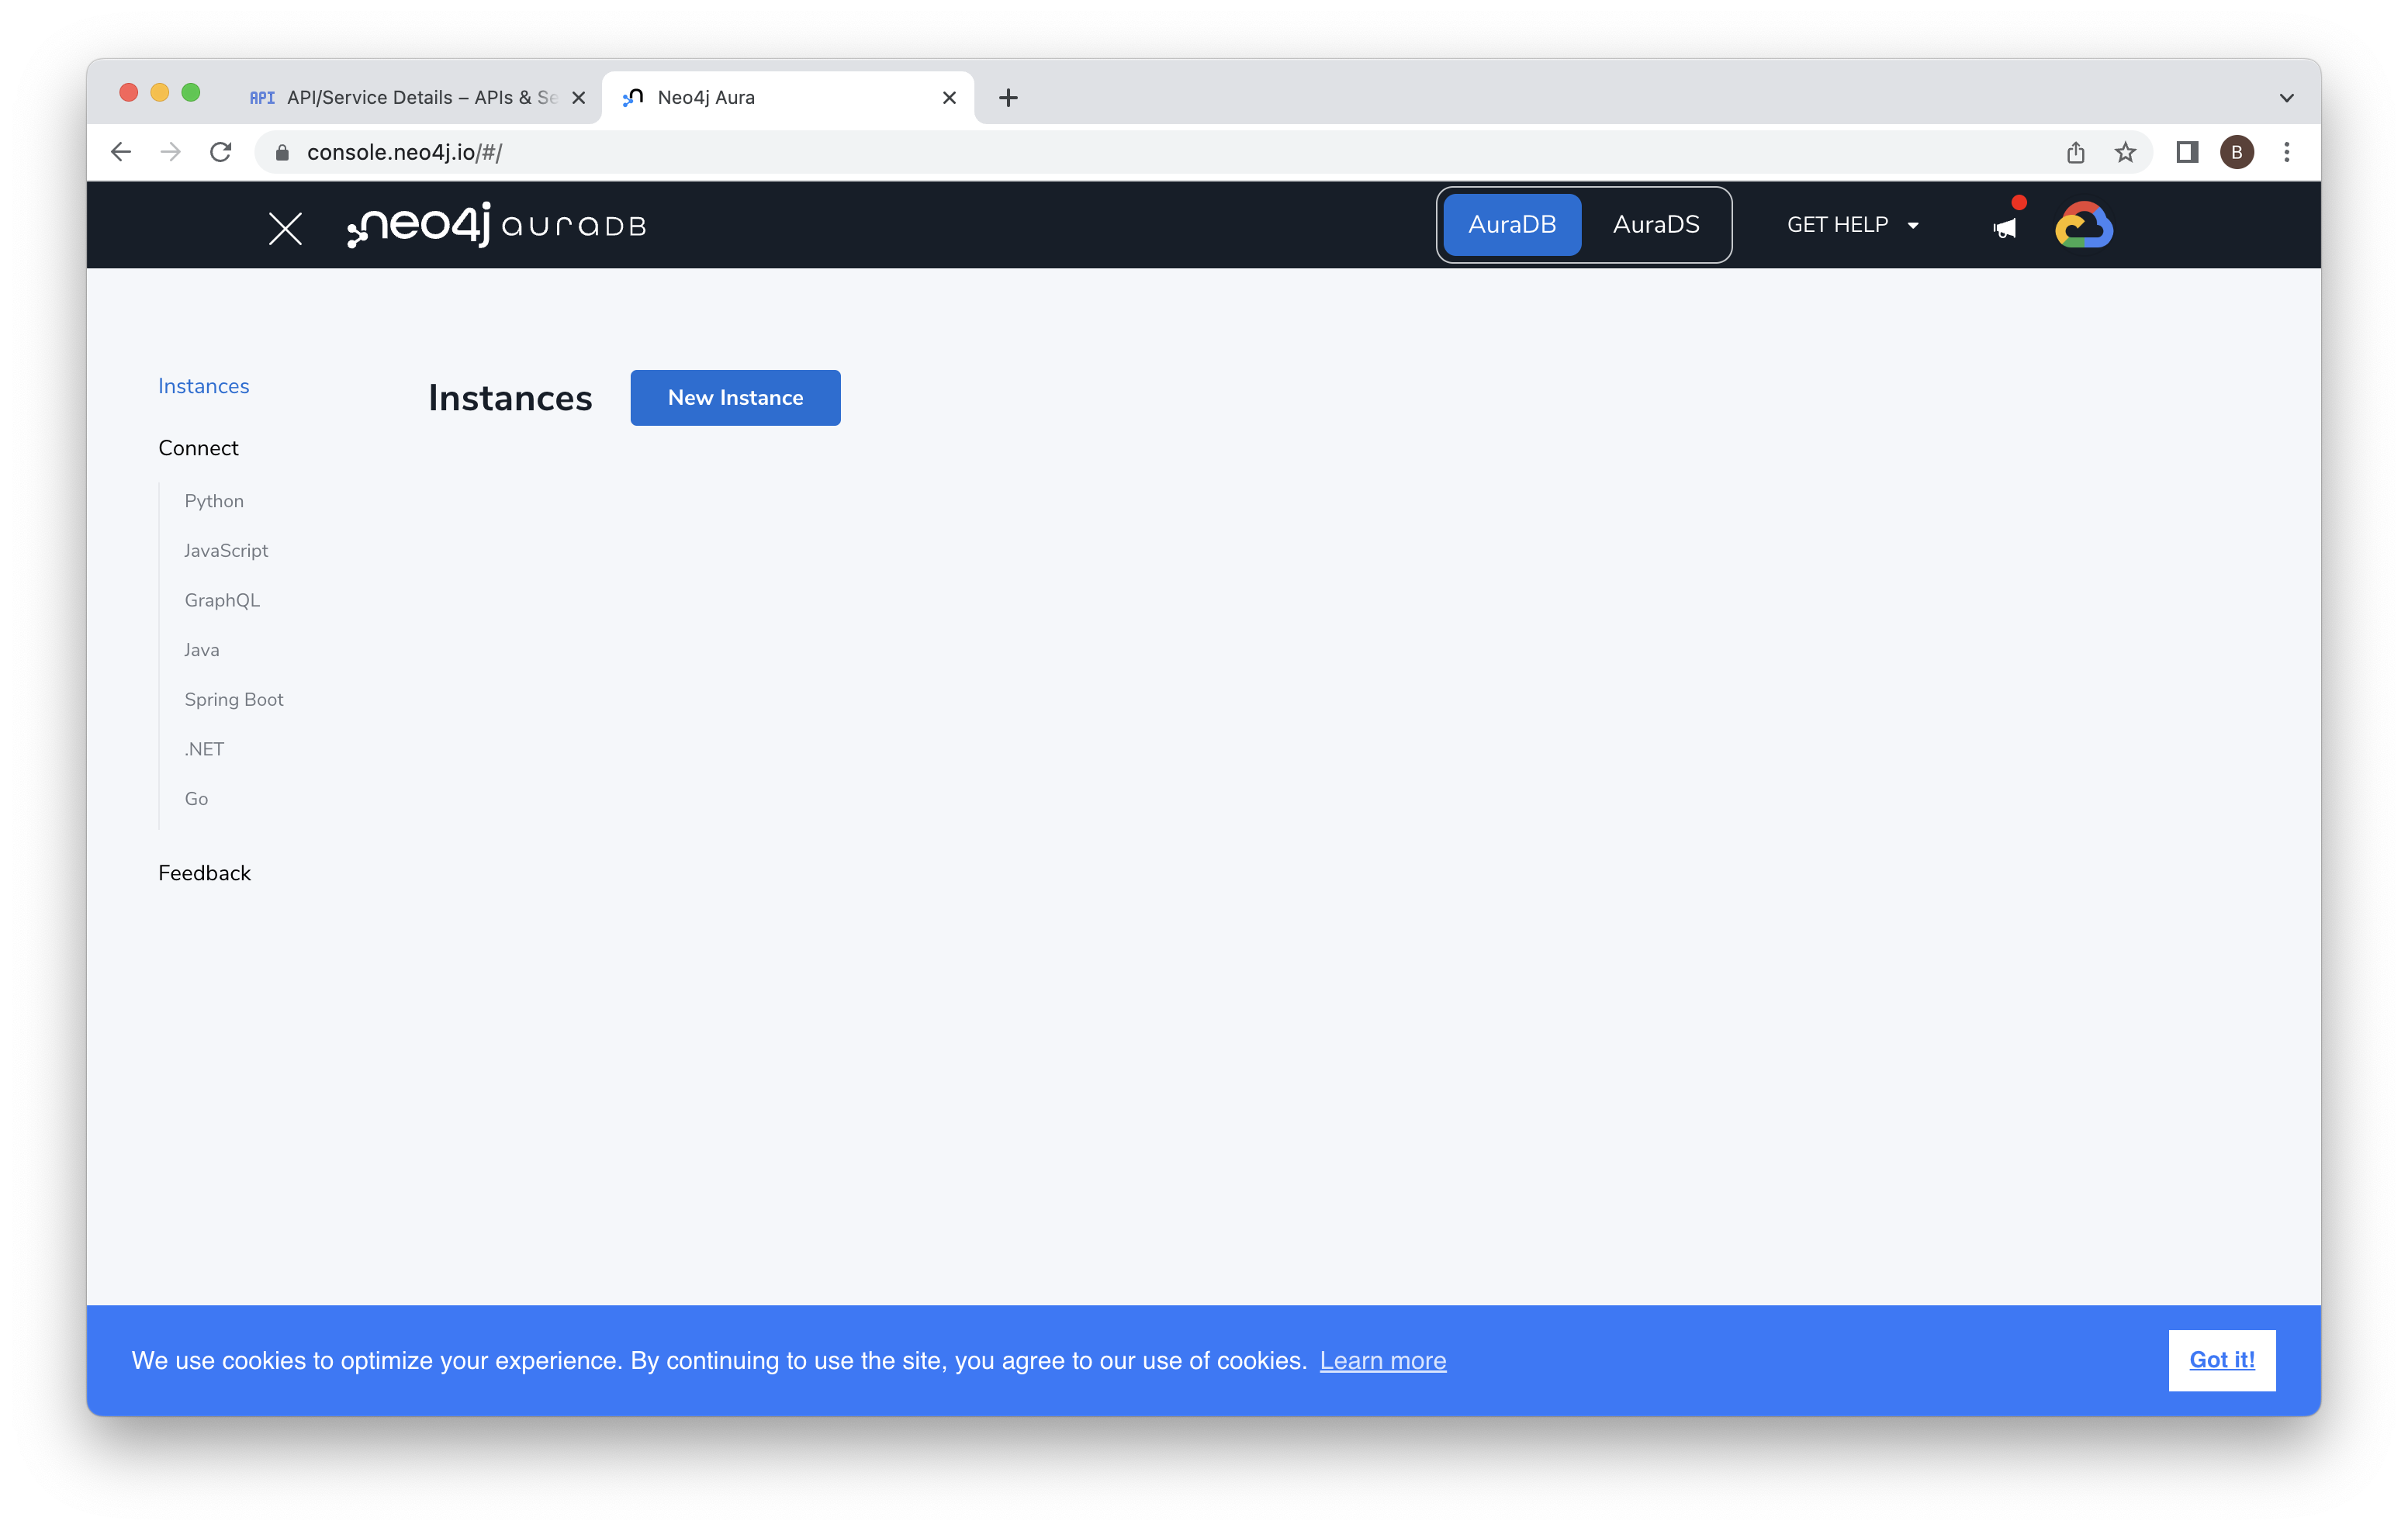 API API/Service Details – APIs & Se
Neo4j Aura
console.neo4j.io/#/
B
neo4j auraDB
AuraDB
AuraDS
GET HELP
Instances
Connect
Python
JavaScript
GraphQL
Java
Spring Boot
.NET
Go
Feedback
Instances
New Instance
We use cookies to optimize your experience. By continuing to use the site, you agree to our use of cookies. Learn more
Got it!